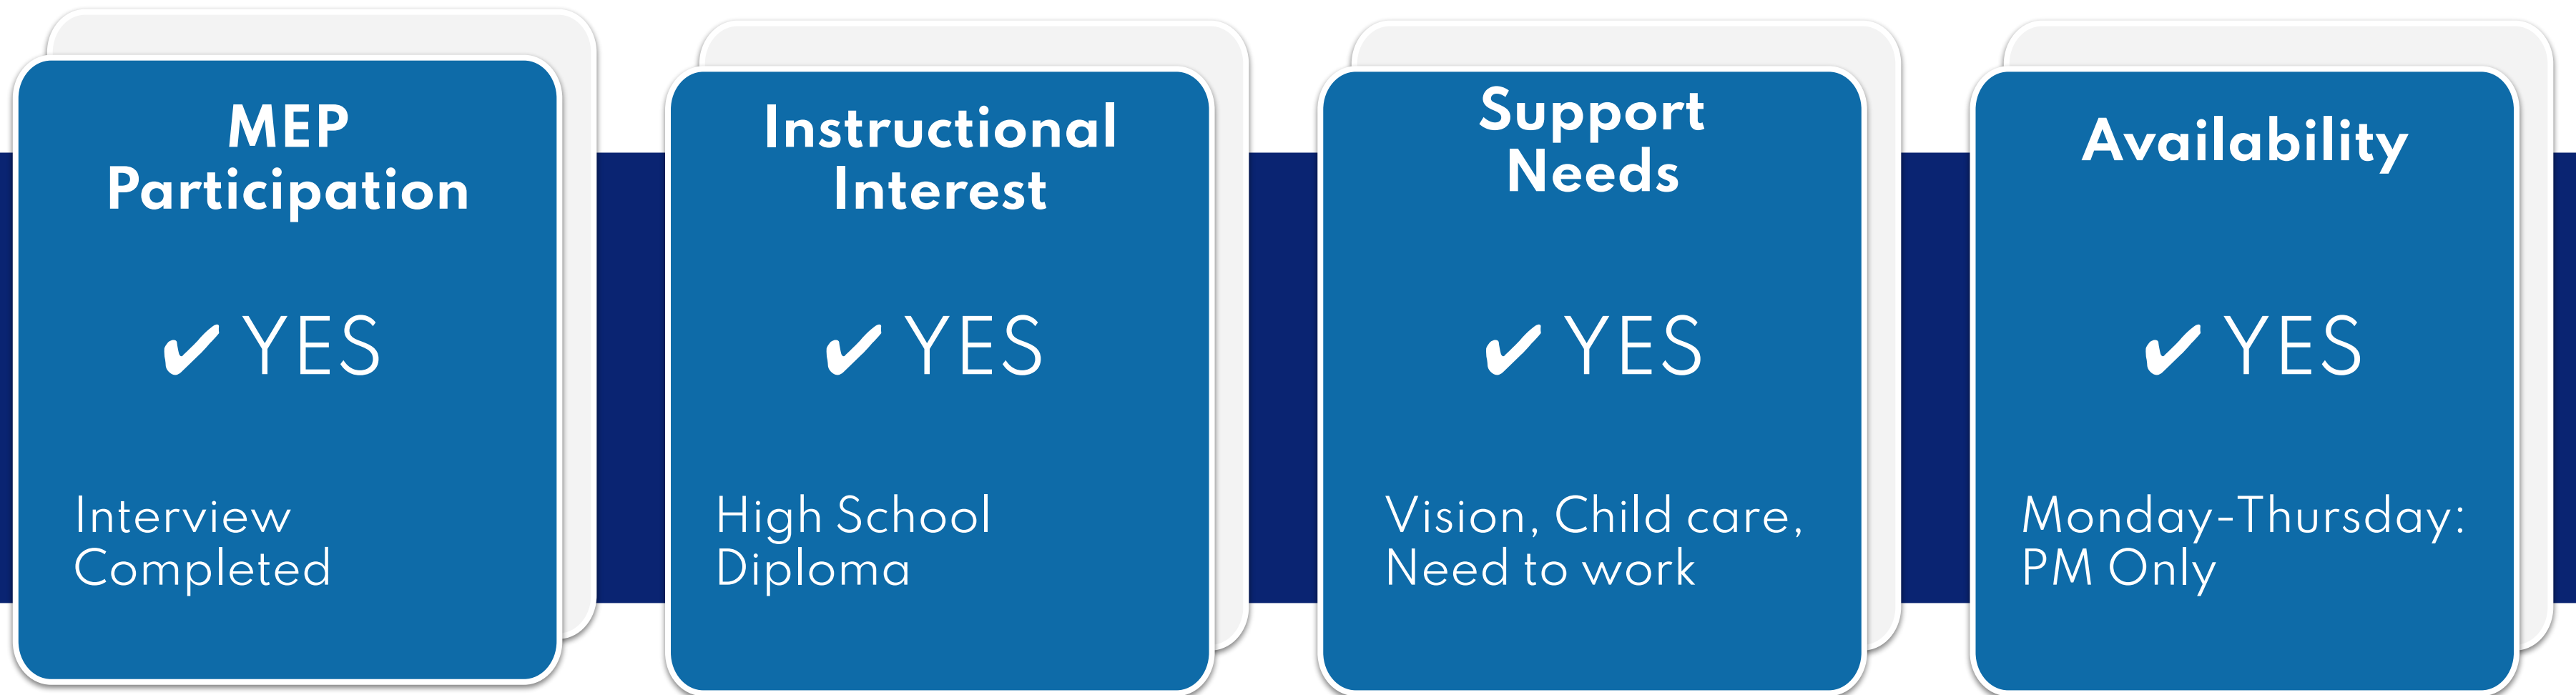 MEP
Participation
✔ YES
Interview
Completed
Instructional
Interest
✔ YES
High School
Diploma
Support
Needs
✔ YES
Vision, Child care,
Need to work
Availability
✔ YES
Monday-Thursday:
PM Only